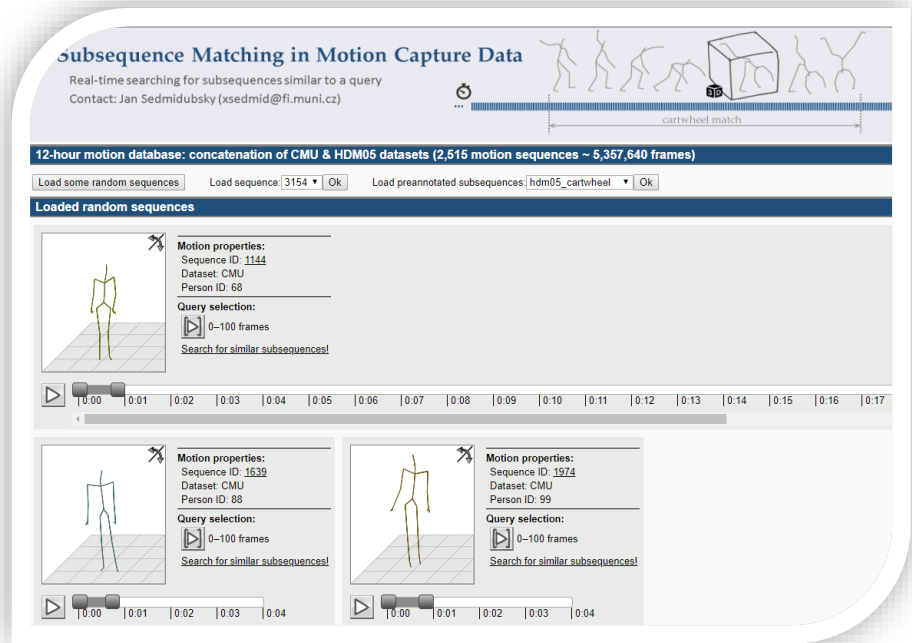 Subsequence Matching in Motion Capture Data
Real-time searching for subsequences similar to a query
Contact: Jan Sedmidubsky (xsedmid@fi.muni.cz)
3D
cartwheel match
12-hour motion database: concatenation of CMU & HDM05 datasets (2,515 motion sequences ~ 5,357,640 frames)
Load some random sequences Load sequence: 3154 Ok Load preannotated subsequences: hdm05_cartwheel Ok
Loaded random sequences
Motion properties:
Sequence ID: 1144
Dataset: CMU
Person ID: 68
Query selection:
0–100 frames
Search for similar subsequences!
0:00 0:01 0:02 0:03 0:04 0:05 0:06 0:07 0:08 0:09 0:10 0:11 0:12 0:13 0:14 0:15 0:16 0:17
Motion properties:
Sequence ID: 1639
Dataset: CMU
Person ID: 88
Query selection:
0–100 frames
Search for similar subsequences!
0:00 0:01 0:02 0:03 0:04
Motion properties:
Sequence ID: 1974
Dataset: CMU
Person ID: 99
Query selection:
0–100 frames
Search for similar subsequences!
0:00 0:01 0:02 0:03 0:04